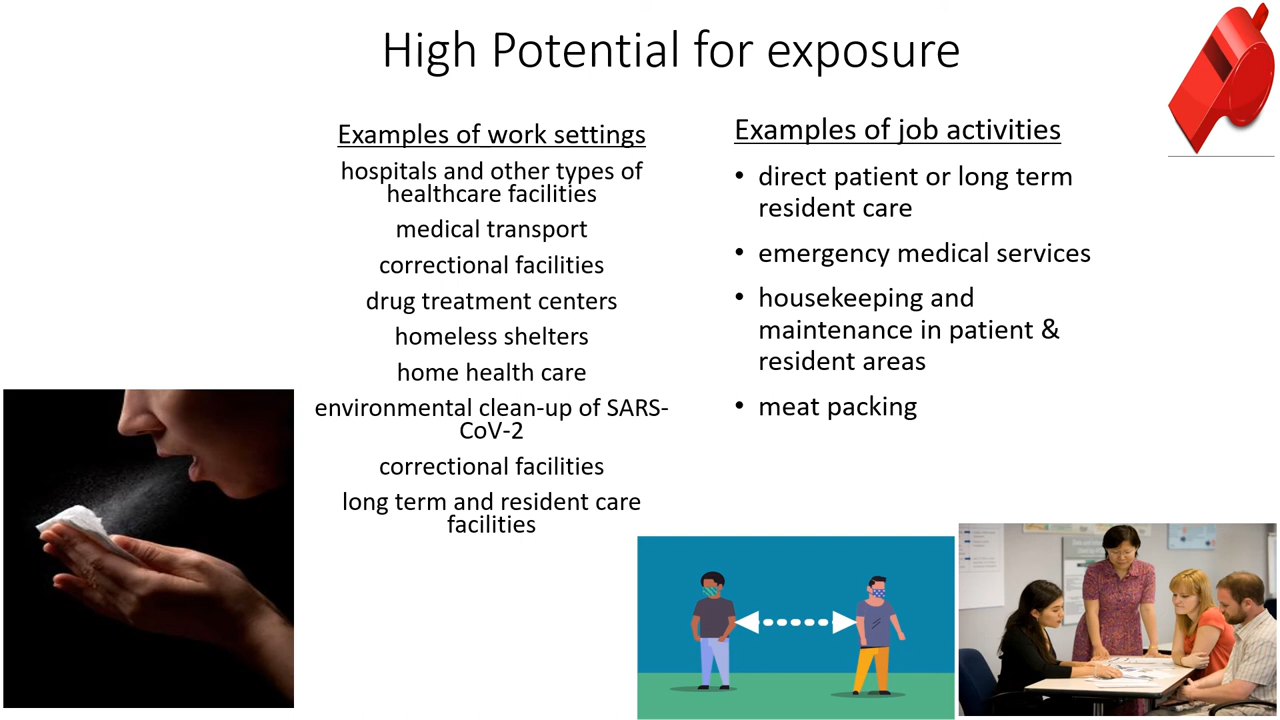 High Potential for exposure
Examples of work settings
hospitals and other types of
healthcare facilities
medical transport
correctional facilities
drug treatment centers
homeless shelters
home health care
environmental clean-up of SARS-
CoV-2
correctional facilities
long term and resident care
facilities
Examples of job activities
• direct patient or long term
resident care
• emergency medical services
• housekeeping and
maintenance in patient &
resident areas
• meat packing